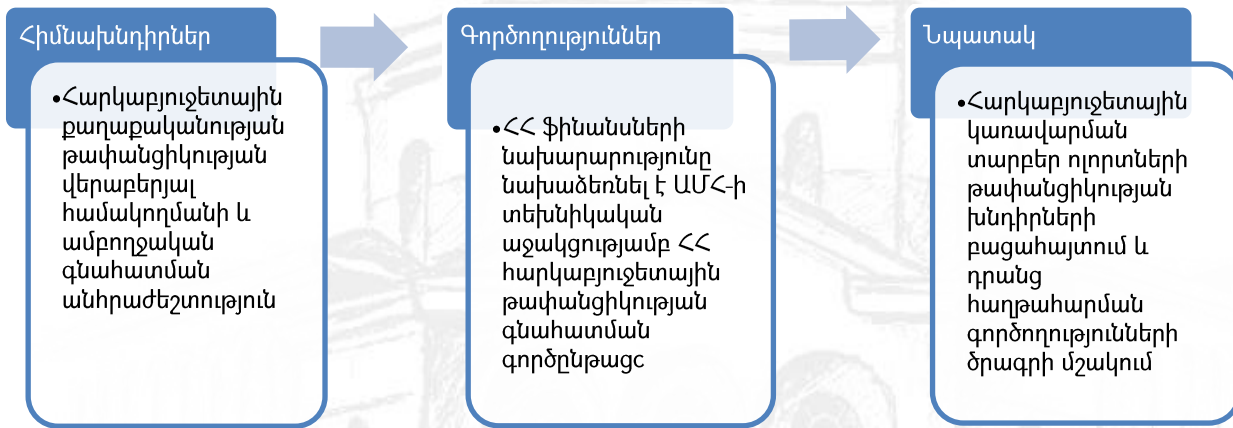 Հիմնախնդիրներ
•Հարկաբյուջետային
քաղաքականության
թափանցիկության
վերաբերյալ
համակողմանի և
ամբողջական
գնահատման
անհրաժեշտություն
Գործողություններ
•ՀՀ ֆինանսների
նախարարությունը
նախաձեռնել է ԱՄՀ-ի
տեխնիկական
աջակցությամբ ՀՀ
հարկաբյուջետային
թափանցիկության
գնահատման
գործընթացս
Նպատակ
•Հարկաբյուջետային
կառավարման
տարբեր ոլորտների
թափանցիկության
խնդիրների
բացահայտում և
դրանց
հաղթահարման
գործողությունների
ծրագրի մշակում